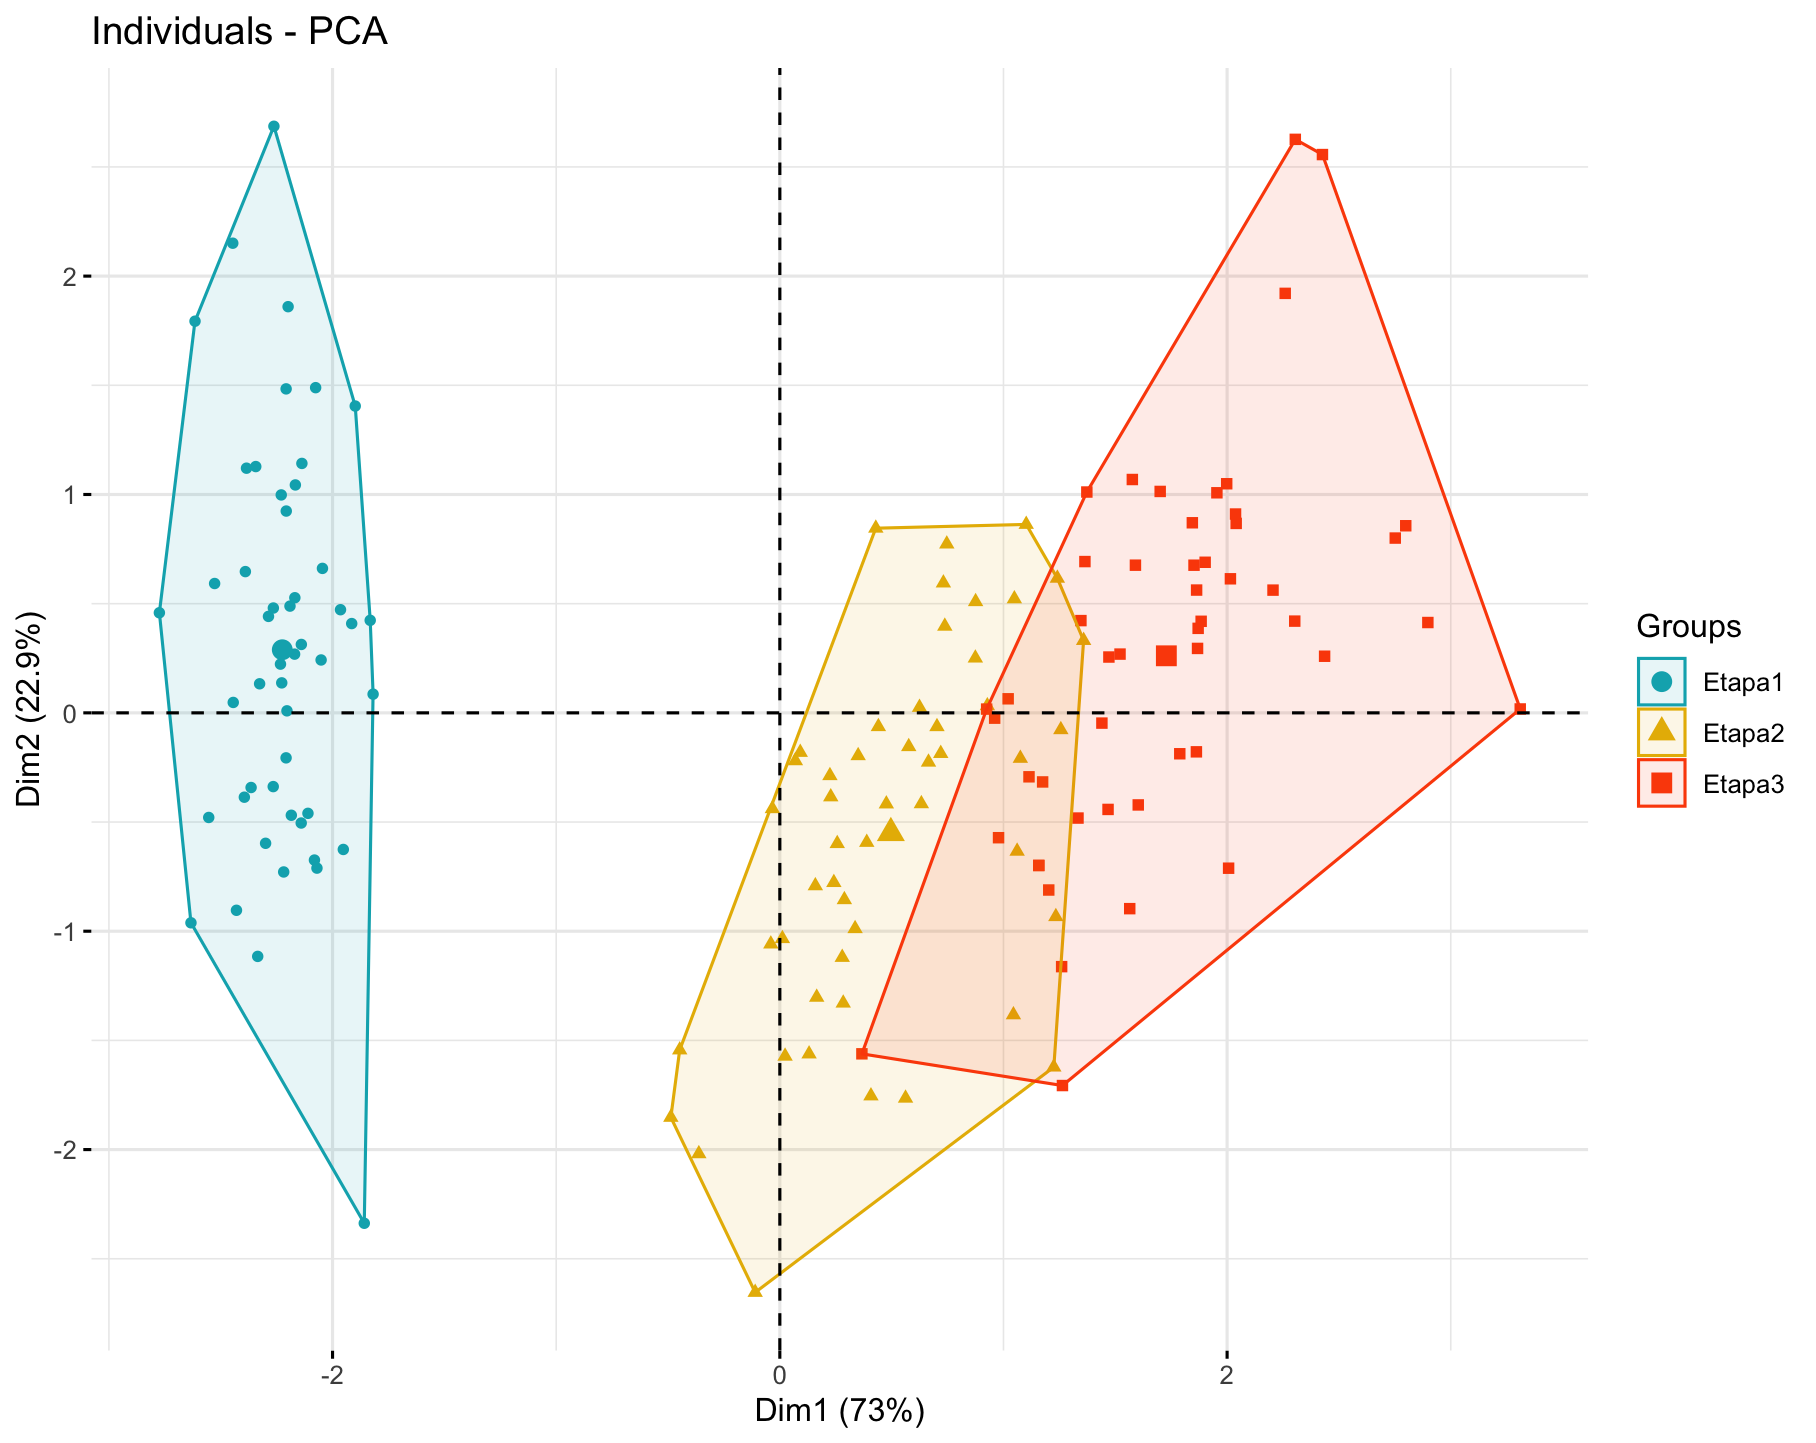 Individuals - PCA
2
1
0
-1
-2
Dim2 (22.9%)
-2
0
2
Dim1 (73%)
Groups
Etapa1
Etapa2
Etapa3